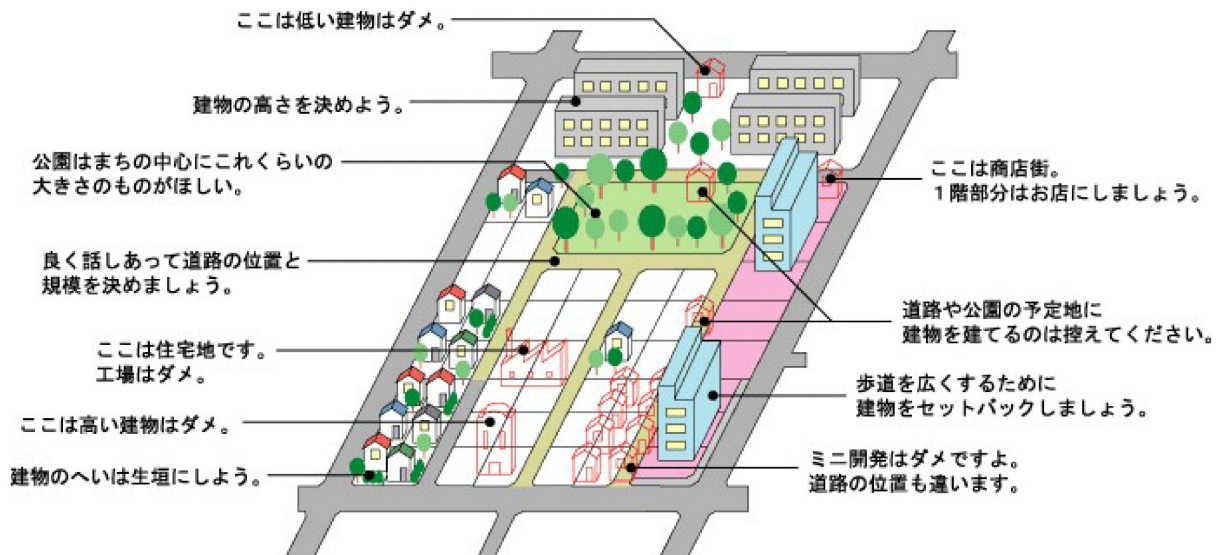 ここは低い建物はダメ。
建物の高さを決めよう。
公園はまちの中心にこれくらいの
大きさのものがほしい。
ここは商店街。
１階部分はお店にしましょう。
良く話しあって道路の位置と
規模を決めましょう。
道路や公園の予定地に
建物を建てるのは控えてください。
ここは住宅地です。
工場はダメ。
歩道を広くするために
建物をセットバックしましょう。
ここは高い建物はダメ。
ミニ開発はダメですよ。
道路の位置も違います。
建物のへいは生垣にしよう。